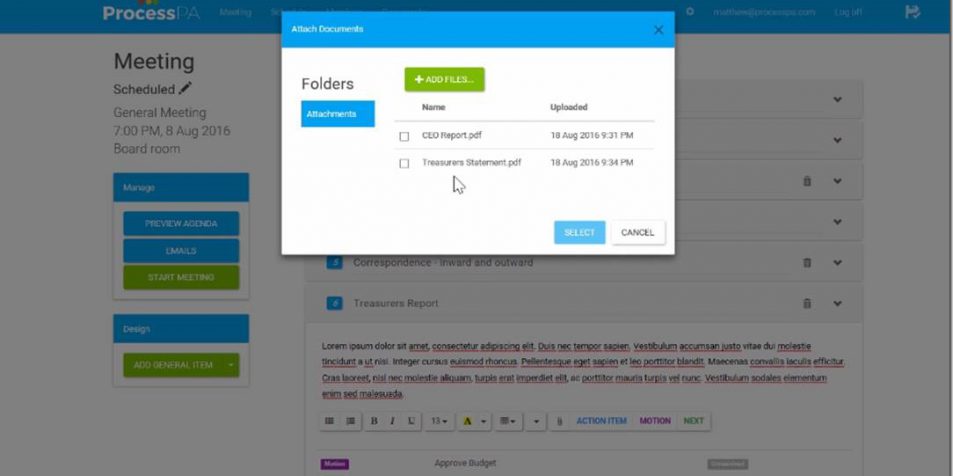 ProcessPA
Meeting
matthew@processpa.com
Log off
Attach Documents
Folders
Attachments
+ ADD FILES...
Name Uploaded
CEO Report.pdf 18 Aug 2016 9:31 PM
Treasurers Statement.pdf 18 Aug 2016 9:34 PM
SELECT CANCEL
Meeting
Scheduled
General Meeting
7:00 PM, 8 Aug 2016
Board room
Manage
PREVIEW AGENDA
EMAILS
START MEETING
Design
ADD GENERAL ITEM
5 Correspondence - Inward and outward
6 Treasurers Report
Lorem ipsum dolor sit amet, consectetur adipiscing elit. Duis nec tempor sapien. Vestibulum accumsan justo vitae dui molestie
tincidunt a ut nisi. Integer cursus euismod rhoncus. Pellentesque eget sapien et leo porttitor blandit. Maecenas convallis iaculis efficitur.
Cras laoreet, nisl nec molestie aliquam, turpis erat imperdiet elit, ac porttitor mauris turpis vel nunc. Vestibulum sodales elementum
enim sed malesuada.
B I U 13 A ACTION ITEM MOTION NEXT
Motion Approve Budget